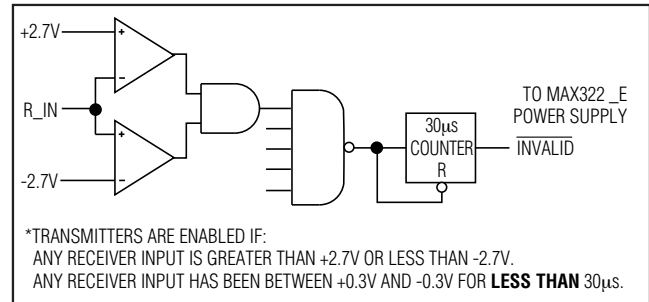 +2.7V
R_IN
-2.7V
30µs
COUNTER
R
TO MAX322 _E
POWER SUPPLY
INVALID
*TRANSMITTERS ARE ENABLED IF:
ANY RECEIVER INPUT IS GREATER THAN +2.7V OR LESS THAN -2.7V.
ANY RECEIVER INPUT HAS BEEN BETWEEN +0.3V AND -0.3V FOR LESS THAN 30µs.
+
-
+
-